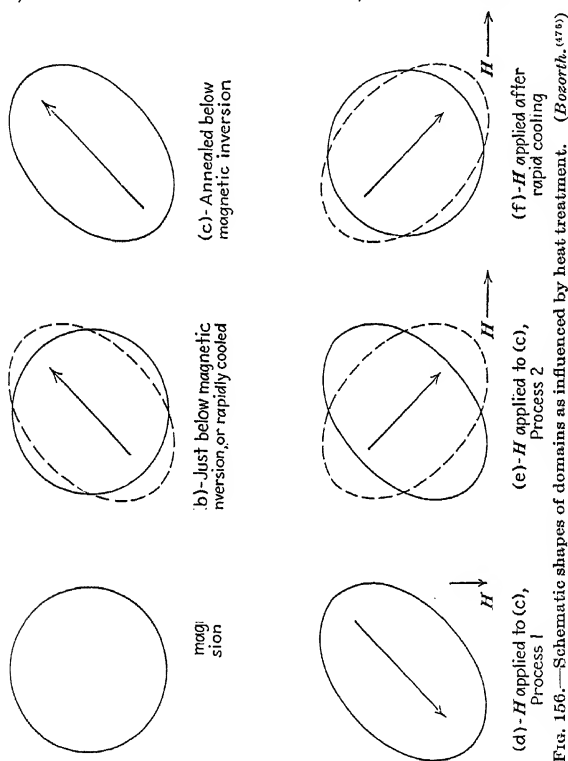 magi
sion
b)-Just below magnetic
nversion, or rapidly cooled
(c)- Annealed below
magnetic inversion
H
(d)-H applied to (c),
Process 1
H
(e)-H applied to (c),
Process 2
H
(f)-H applied after
rapid cooling
FIG. 156.—Schematic shapes of domains as influenced by heat treatment. (Bozorth.(475))